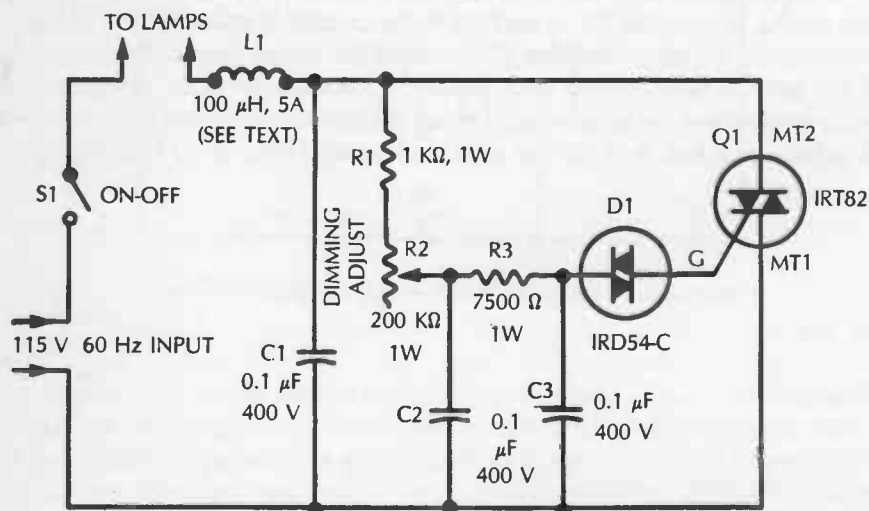 TO LAMPS
L1
100 µH, 5A
(SEE TEXT)
S1
ON-OFF
115 V 60 Hz INPUT
R1
1 KΩ, 1W
DIMMING
ADJUST
R2
200 KΩ
1W
R3
7500 Ω
1W
C1
0.1 µF
400 V
C2
0.1
µF
400 V
C3
0.1 µF
400 V
D1
IRD54-C
G
Q1
MT2
IRT82
MT1